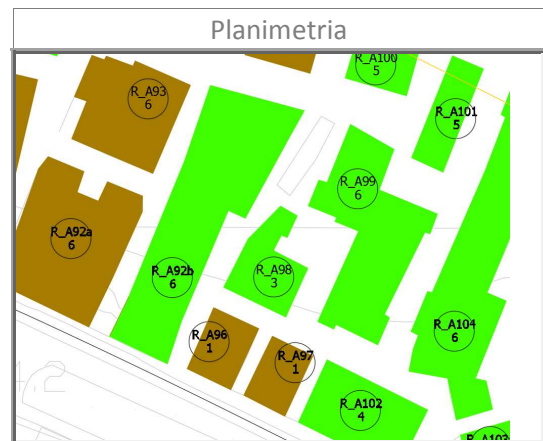 Planimetria
R_A100
5
R_A93
6
R_A101
5
R_A99
6
R_A92a
6
R_A92b
6
R_A98
3
R_A96
1
R_A97
1
R_A104
6
R_A102
4